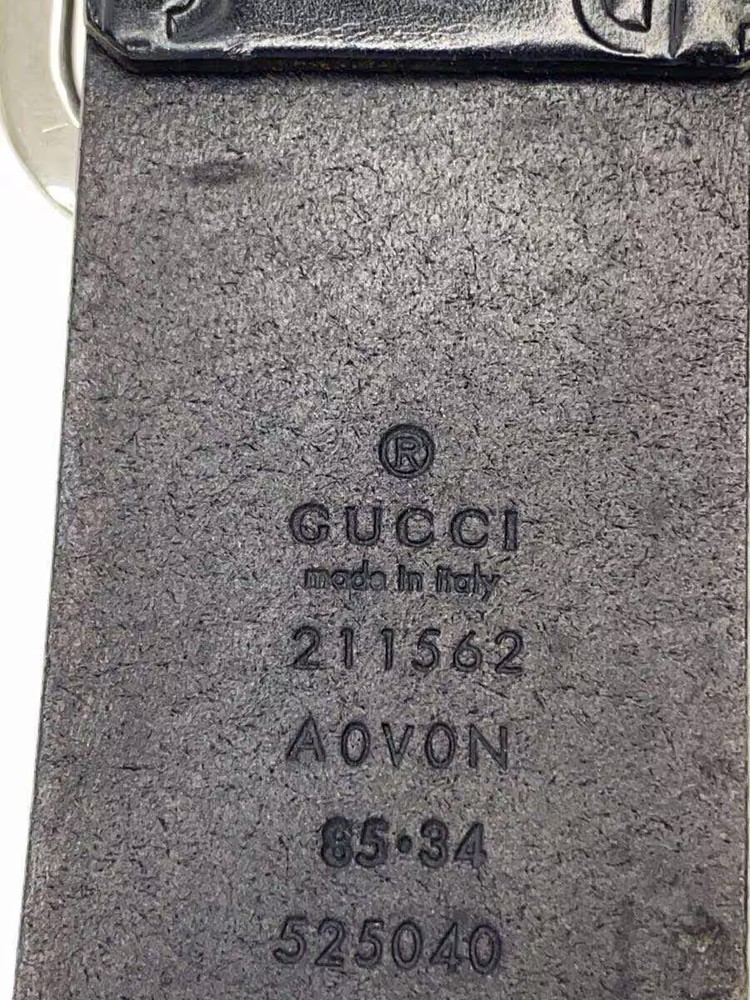 ®
GUCCI
made in italy
211562
A0V0N
85·34
525040